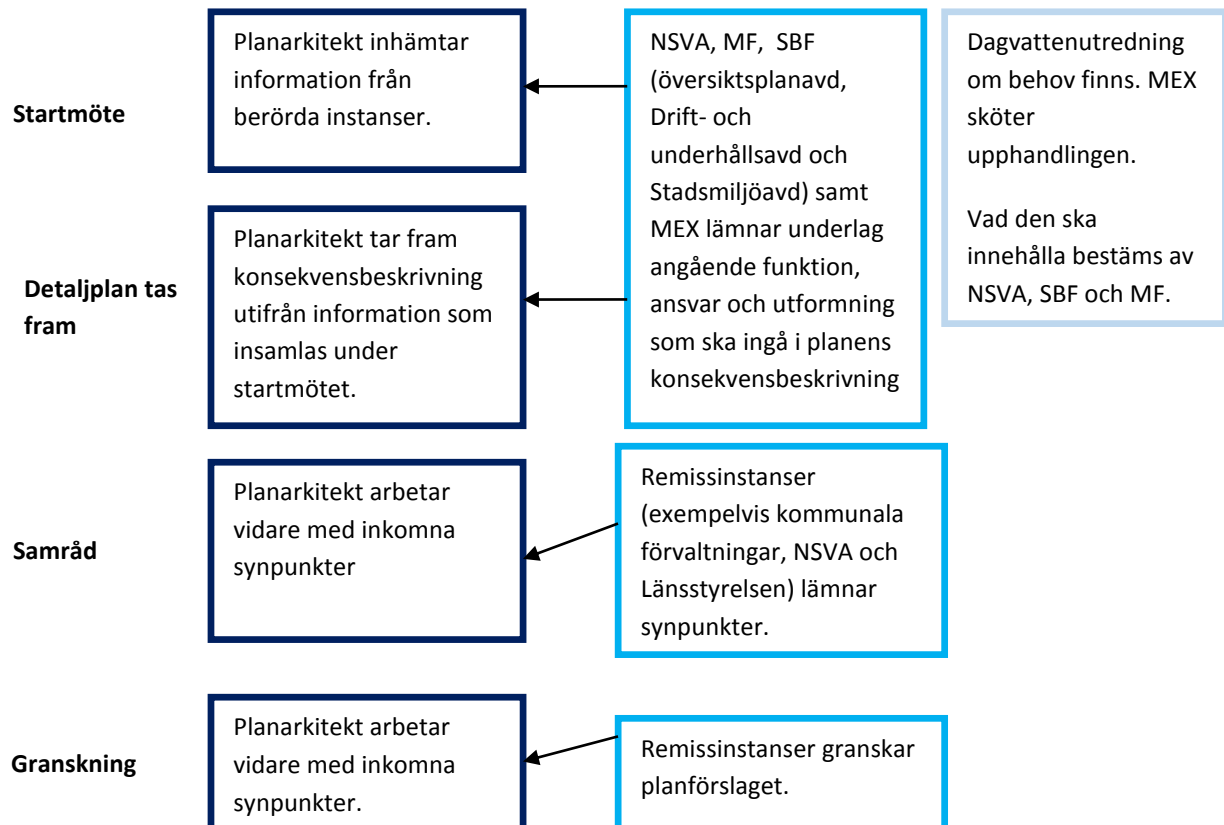 Startmöte
Planarkitekt inhämtar
information från
berörda instanser.
NSVA, MF,  SBF
(översiktsplanavd,
Drift- och
underhållsavd och
Stadsmiljöavd) samt
MEX lämnar underlag
angående funktion,
ansvar och utformning
som ska ingå i planens
konsekvensbeskrivning
Dagvattenutredning
om behov finns. MEX
sköter
upphandlingen.
Vad den ska
innehålla bestäms av
NSVA, SBF och MF.
Detaljplan tas
fram
Planarkitekt tar fram
konsekvensbeskrivning
utifrån information som
insamlas under
startmötet.
Samråd
Planarkitekt arbetar
vidare med inkomna
synpunkter
Remissinstanser
(exempelvis kommunala
förvaltningar, NSVA och
Länsstyrelsen) lämnar
synpunkter.
Granskning
Planarkitekt arbetar
vidare med inkomna
synpunkter.
Remissinstanser granskar
planförslaget.